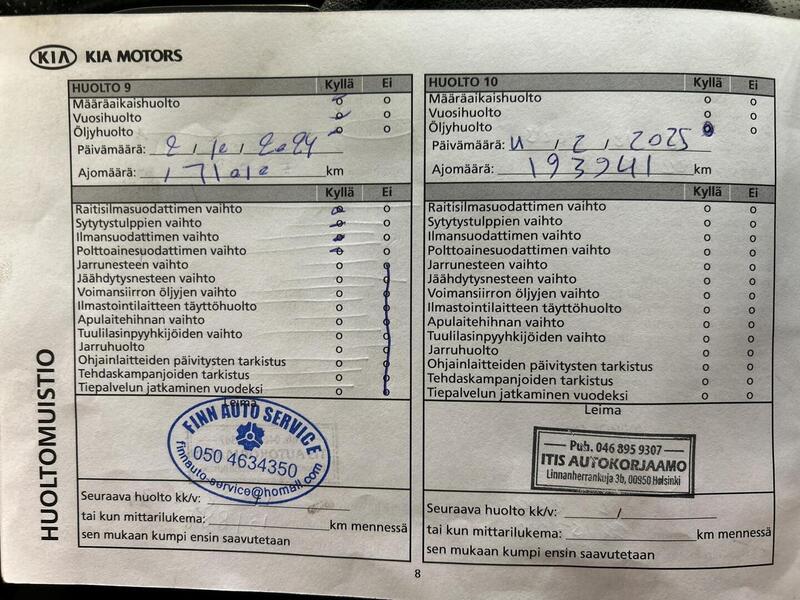 KIA KIA MOTORS
HUOLTO 9 Kyllä Ei
Määräaikaishuolto o o
Vuosihuolto o o
Öljyhuolto o o
Päivämäärä: 2 / 10 / 2024
Ajomäärä: km
Kyllä Ei
Raitisilmasuodattimen vaihto o o
Sytytystulppien vaihto o o
Ilmansuodattimen vaihto o o
Polttoainesuodattimen vaihto o o
Jarrunesteen vaihto o o
Jäähdytysnesteen vaihto o o
Voimansiirron öljyjen vaihto o o
Ilmastointilaitteen täyttöhuolto o o
Apulaitehihnan vaihto o o
Tuulilasinpyyhkijöiden vaihto o o
Jarruhuolto o o
Ohjainlaitteiden päivitysten tarkistus o o
Tehdaskampanjoiden tarkistus o o
Tiepalvelun jatkaminen vuodeksi o o
Leima
FINN AUTO SERVICE
050 4634350
finnauto-service@homail.com
Seuraava huolto kk/v:
tai kun mittarilukema: km mennessä
sen mukaan kumpi ensin saavutetaan
HUOLTO 10 Kyllä Ei
Määräaikaishuolto o o
Vuosihuolto o o
Öljyhuolto o o
Päivämäärä: 4 / 2 / 2025
Ajomäärä: 193941 km
Kyllä Ei
Raitisilmasuodattimen vaihto o o
Sytytystulppien vaihto o o
Ilmansuodattimen vaihto o o
Polttoainesuodattimen vaihto o o
Jarrunesteen vaihto o o
Jäähdytysnesteen vaihto o o
Voimansiirron öljyjen vaihto o o
Ilmastointilaitteen täyttöhuolto o o
Apulaitehihnan vaihto o o
Tuulilasinpyyhkijöiden vaihto o o
Jarruhuolto o o
Ohjainlaitteiden päivitysten tarkistus o o
Tehdaskampanjoiden tarkistus o o
Tiepalvelun jatkaminen vuodeksi o o
Leima
Puh. 046 895 9307
ITIS AUTOKORJAAMO
Linnanherrankuja 3b, 00950 Helsinki
Seuraava huolto kk/v: /
tai kun mittarilukema: km mennessä
sen mukaan kumpi ensin saavutetaan
HUOLTOMUISTIO
8